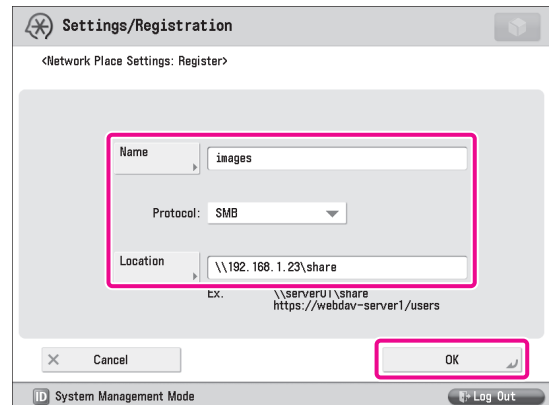 Settings/Registration
<Network Place Settings: Register>
Name
images
Protocol:
SMB
Location
\\192.168.1.23\share
Ex. \\server01\share
https://webdav-server1/users
Cancel
OK
ID System Management Mode
Log Out